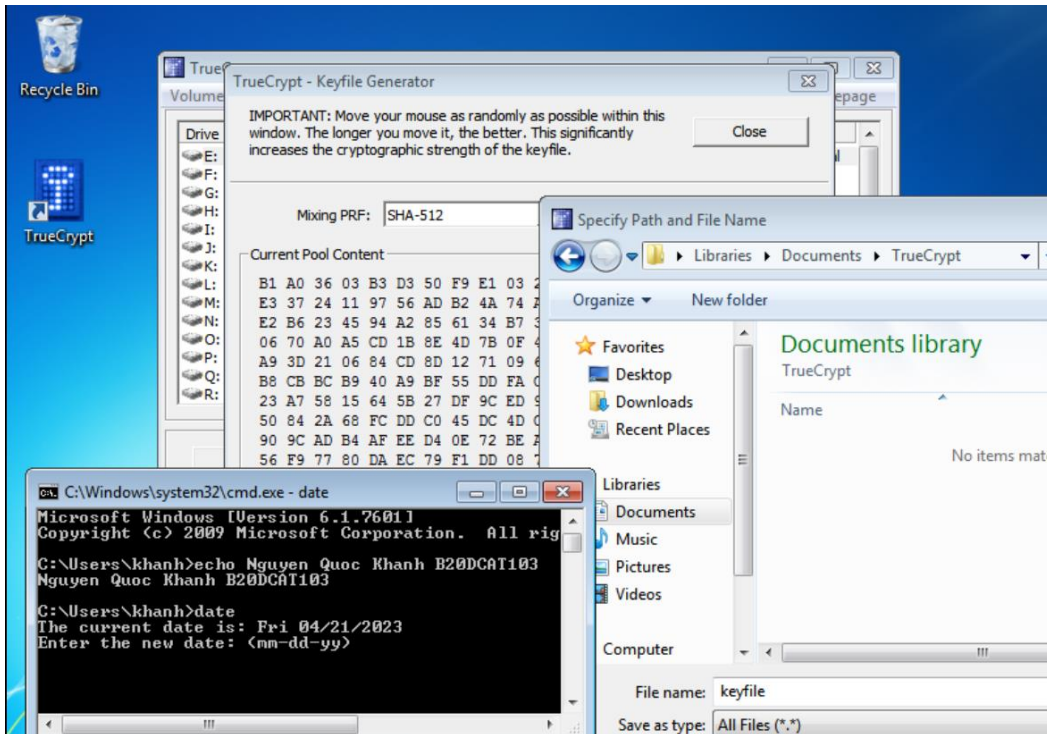 Recycle Bin
TrueCrypt
Volume
epage
Drive
E:
F:
G:
H:
I:
J:
K:
L:
M:
N:
O:
P:
Q:
R:
TrueCrypt - Keyfile Generator
IMPORTANT: Move your mouse as randomly as possible within this
window. The longer you move it, the better. This significantly
increases the cryptographic strength of the keyfile.
Close
Mixing PRF: SHA-512
Current Pool Content
B1 A0 36 03 B3 D3 50 F9 E1 03
E3 37 24 11 97 56 AD B2 4A 74
E2 B6 23 45 94 A2 85 61 34 B7
06 70 A0 A5 CD 1B 8E 4D 7B 0F
A9 3D 21 06 84 CD 8D 12 71 09
B8 CB BC B9 40 A9 BF 55 DD FA
23 A7 58 15 64 5B 27 DF 9C ED
50 84 2A 68 FC DD C0 45 DC 4D
90 9C AD B4 AF EE D4 0E 72 BE
56 F9 77 80 DA EC 79 F1 DD 08
Specify Path and File Name
Libraries Documents TrueCrypt
Organize New folder
Favorites
Desktop
Downloads
Recent Places
Libraries
Documents
Music
Pictures
Videos
Computer
Documents library
TrueCrypt
Name
No items mat
File name: keyfile
Save as type: All Files (*.*)
C:\Windows\system32\cmd.exe - date
Microsoft Windows [Version 6.1.7601]
Copyright (c) 2009 Microsoft Corporation. All rig
C:\Users\khanh>echo Nguyen Quoc Khanh B20DCAT103
Nguyen Quoc Khanh B20DCAT103
C:\Users\khanh>date
The current date is: Fri 04/21/2023
Enter the new date: (mm-dd-yy)